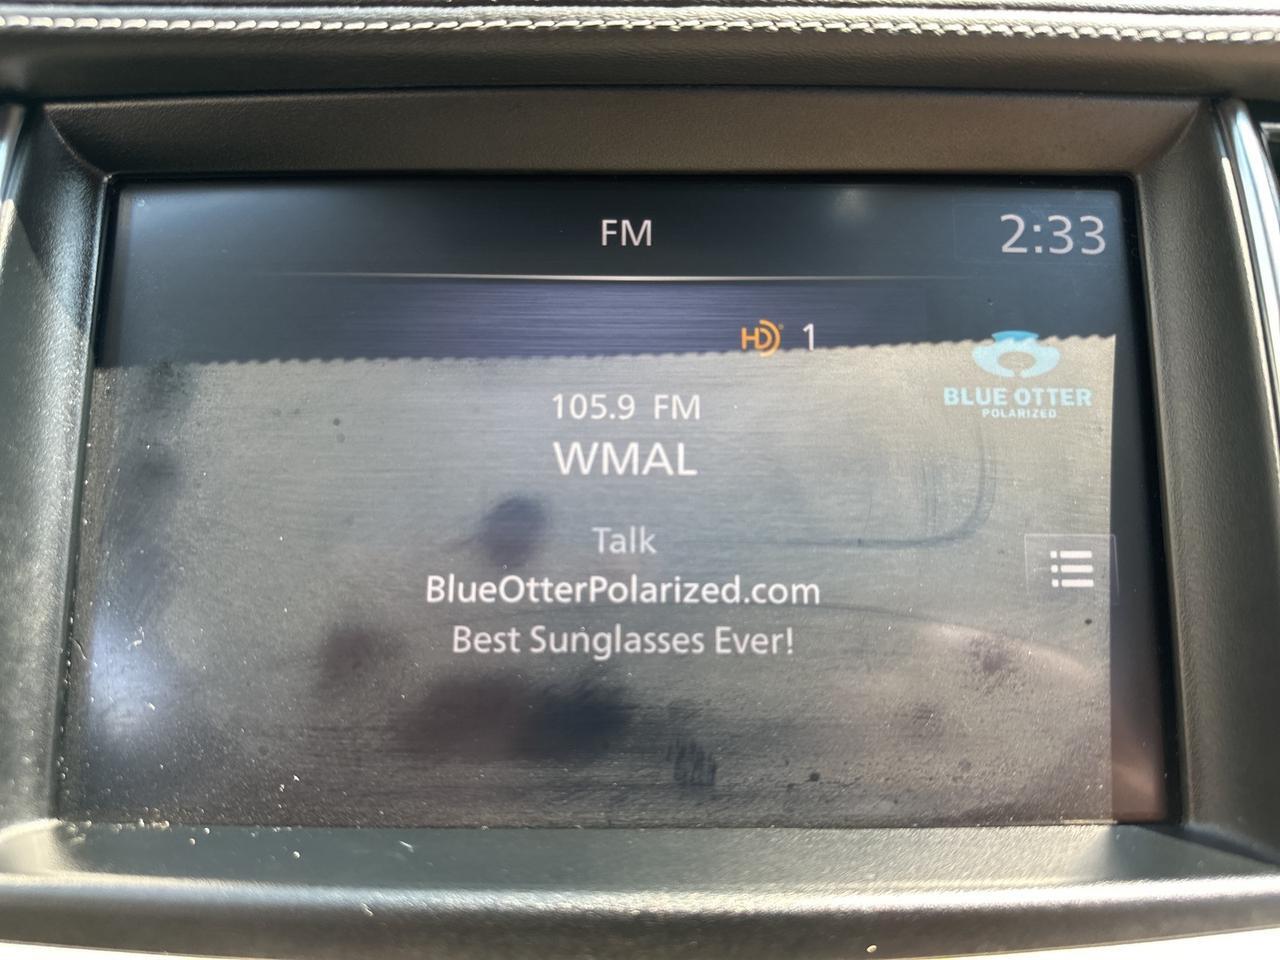 FM
2:33
HD 1
BLUE OTTER
POLARIZED
105.9 FM
WMAL
Talk
BlueOtterPolarized.com
Best Sunglasses Ever!